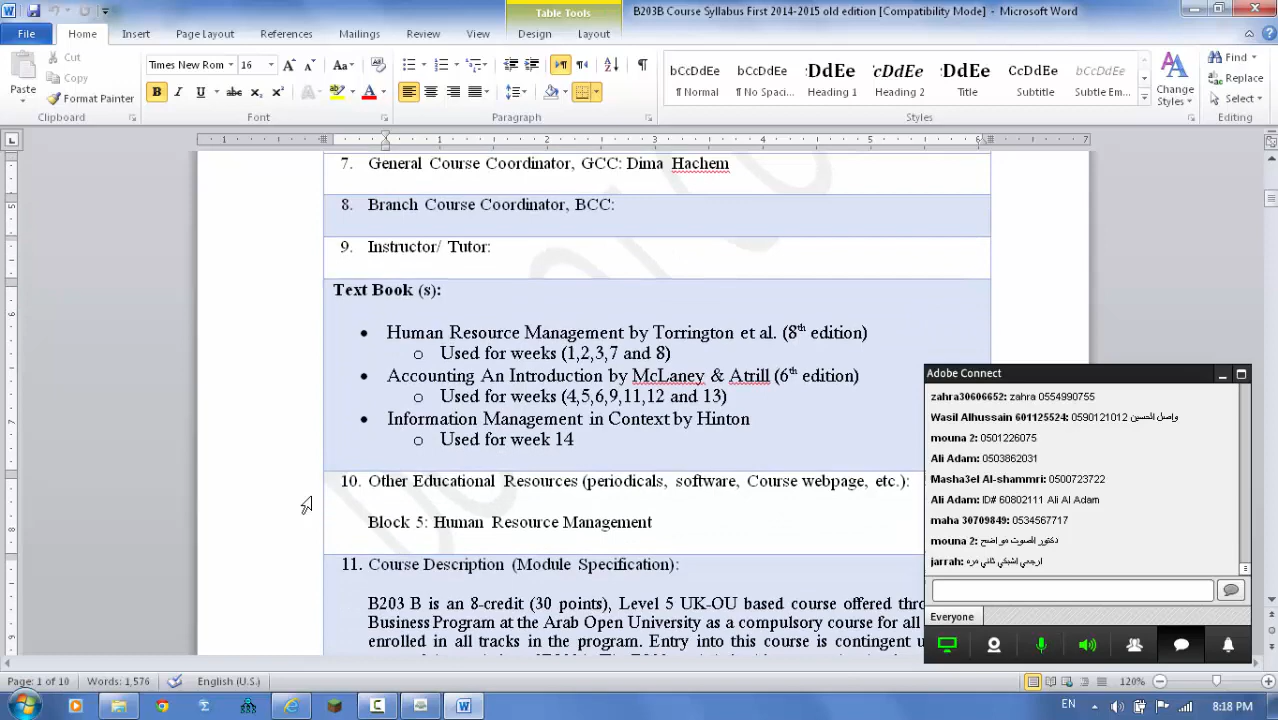 B203B Course Syllabus First 2014-2015 old edition [Compatibility Mode] - Microsoft Word
Table Tools
File Home Insert Page Layout References Mailings Review View Design Layout
Cut
Copy
Format Painter
Paste
Clipboard
Times New Rom 16
Font
Paragraph
bCcDdEe ¶ Normal
bCcDdEe ¶ No Spaci...
DdEe Heading 1
cDdEe Heading 2
DdEe Title
CcDdEe Subtitle
bCcDdEe Subtle Em...
Change Styles
Styles
Find
Replace
Select
Editing
7. General Course Coordinator, GCC: Dima Hachem
8. Branch Course Coordinator, BCC:
9. Instructor/ Tutor:
Text Book (s):
• Human Resource Management by Torrington et al. (8th edition)
o Used for weeks (1,2,3,7 and 8)
• Accounting An Introduction by McLaney & Atrill (6th edition)
o Used for weeks (4,5,6,9,11,12 and 13)
• Information Management in Context by Hinton
o Used for week 14
10. Other Educational Resources (periodicals, software, Course webpage, etc.):
Block 5: Human Resource Management
11. Course Description (Module Specification):
B203 B is an 8-credit (30 points), Level 5 UK-OU based course offered thro
Business Program at the Arab Open University as a compulsory course for all
enrolled in all tracks in the program. Entry into this course is contingent u
Adobe Connect
zahra30606652: zahra 0554990755
Wasil Alhussain 601125524: 0590121012 واصل الحسين
mouna 2: 0501226075
Ali Adam: 0503862031
Masha3el Al-shammri: 0500723722
Ali Adam: ID# 60802111 Ali Al Adam
maha 30709849: 0534567717
mouna 2: دكتور الصوت مو واضح
jarrah: ارجعي اشبكي ثاني مره
Everyone
Page: 1 of 10 Words: 1,576 English (U.S.) 120%
EN 8:18 PM